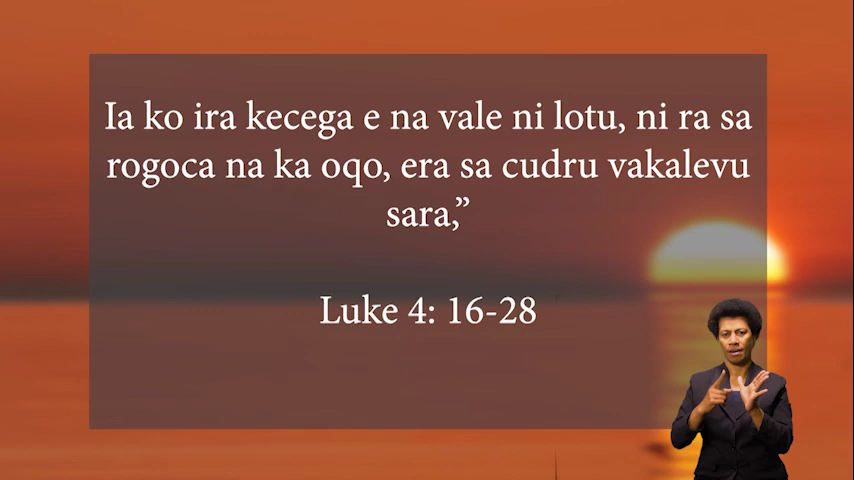 Ia ko ira kecega e na vale ni lotu, ni ra sa
rogoca na ka oqo, era sa cudru vakalevu
sara,”
Luke 4: 16-28